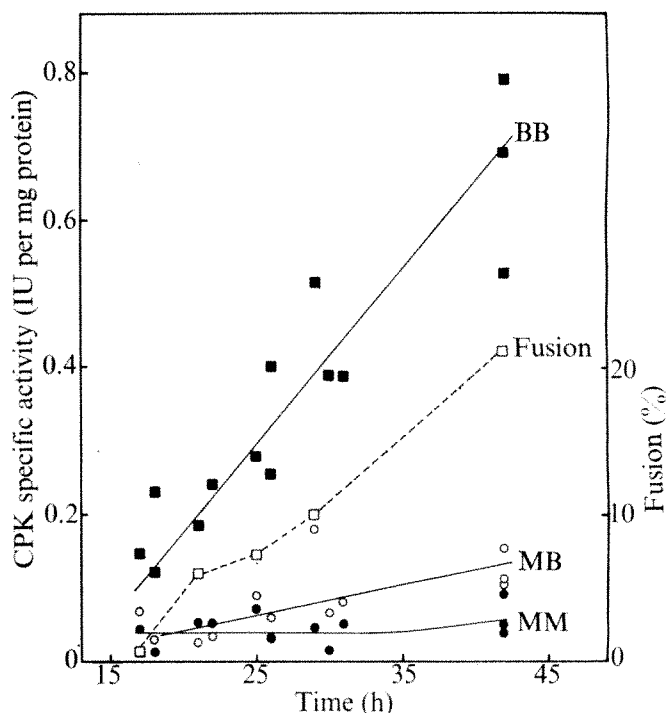 0.8
0.6
0.4
0.2
0
CPK specific activity (IU per mg protein)
BB
Fusion
MB
MM
20
10
0
Fusion (%)
15
25
35
45
Time (h)